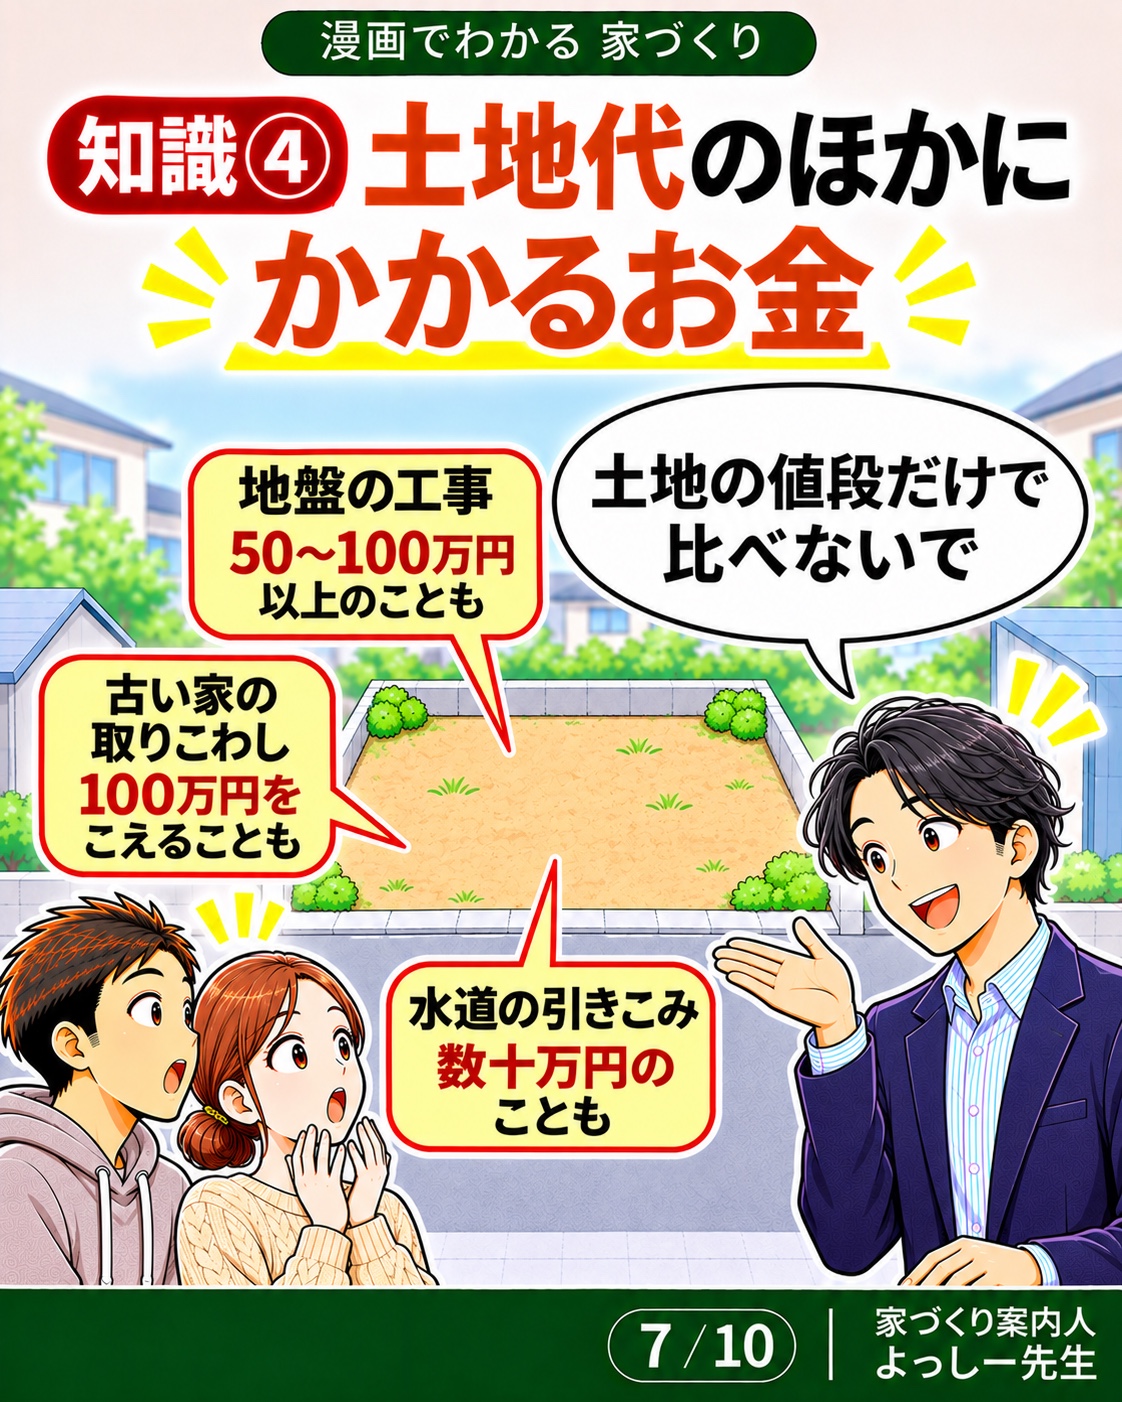 漫画でわかる 家づくり
知識④ 土地代のほかに
かかるお金
土地の値段だけで
比べないで
地盤の工事
50～100万円
以上のことも
古い家の
取りこわし
100万円を
こえることも
水道の引きこみ
数十万円の
ことも
7/10
家づくり案内人
よっしー先生